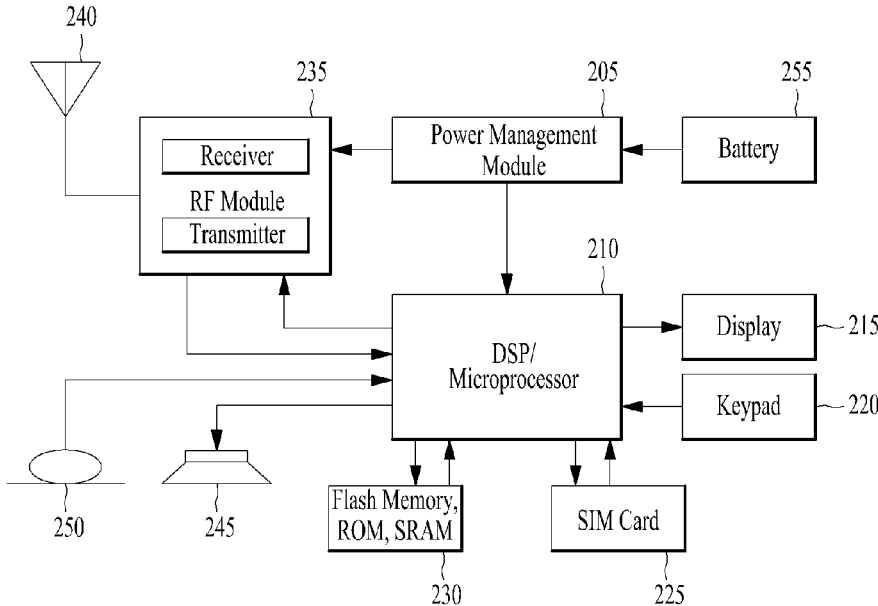 240
235
205
255
Receiver
RF Module
Transmitter
Power Management
Module
Battery
210
DSP/
Microprocessor
Display
215
Keypad
220
250
245
Flash Memory,
ROM, SRAM
230
SIM Card
225